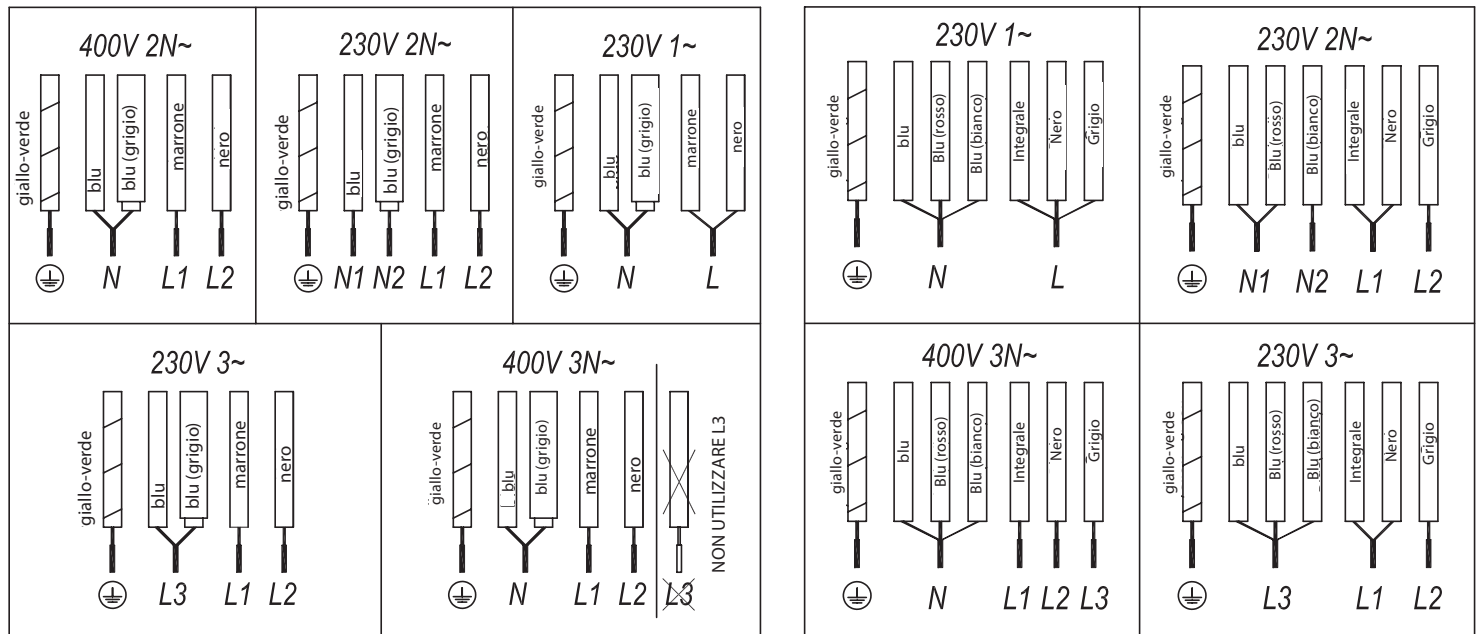 400V 2N~
giallo-verde
blu
blu (grigio)
marrone
nero
N L1 L2
230V 2N~
giallo-verde
blu
blu (grigio)
marrone
nero
N1 N2 L1 L2
230V 1~
giallo-verde
blu
blu (grigio)
marrone
nero
N L
230V 3~
giallo-verde
blu
blu (grigio)
marrone
nero
L3 L1 L2
400V 3N~
giallo-verde
blu
blu (grigio)
marrone
nero
NON UTILIZZARE L3
N L1 L2 L3
230V 1~
giallo-verde
blu
Blu (rosso)
Blu (bianco)
Integrale
Nero
Grigio
N L
230V 2N~
giallo-verde
blu
Blu (rosso)
Blu (bianco)
Integrale
Nero
Grigio
N1 N2 L1 L2
400V 3N~
giallo-verde
blu
Blu (rosso)
Blu (bianco)
Integrale
Nero
Grigio
N L1 L2 L3
230V 3~
giallo-verde
blu
Blu (rosso)
Blu (bianço)
Integrale
Nero
Grigio
L3 L1 L2